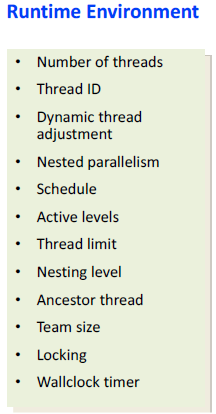 Runtime Environment
• Number of threads
• Thread ID
• Dynamic thread
adjustment
• Nested parallelism
• Schedule
• Active levels
• Thread limit
• Nesting level
• Ancestor thread
• Team size
• Locking
• Wallclock timer